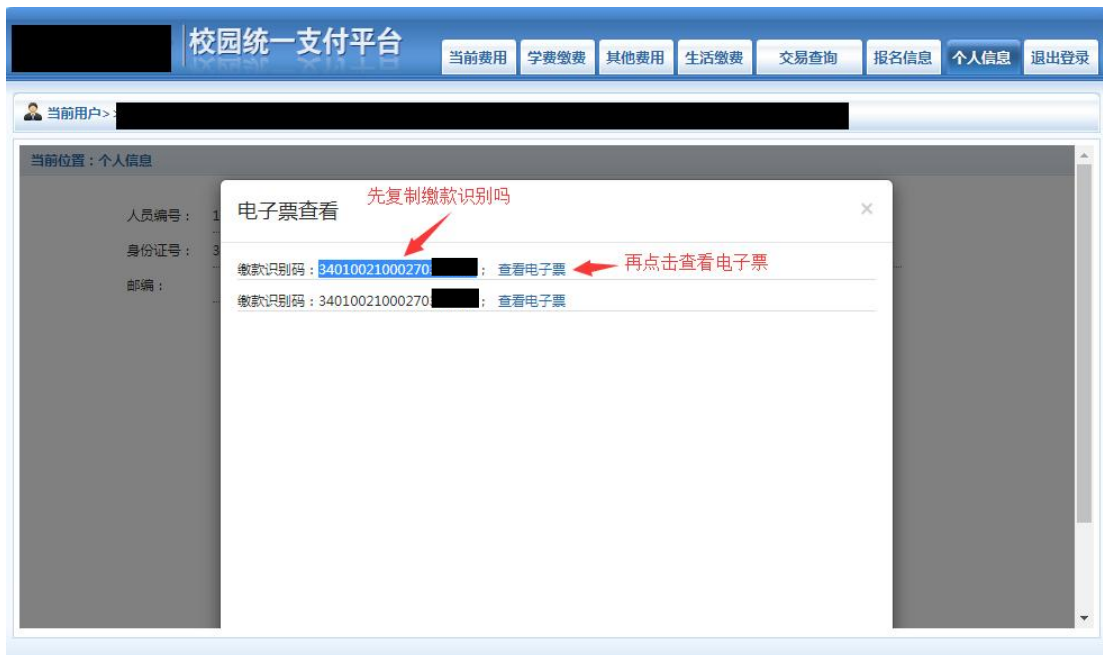 校园统一支付平台
当前费用 学费缴费 其他费用 生活缴费 交易查询 报名信息 个人信息 退出登录
当前用户>>
当前位置：个人信息
人员编号： 1
身份证号： 3
邮编：
电子票查看
×
先复制缴款识别吗
缴款识别码：34010021000270 ； 查看电子票
再点击查看电子票
缴款识别码：34010021000270 ； 查看电子票